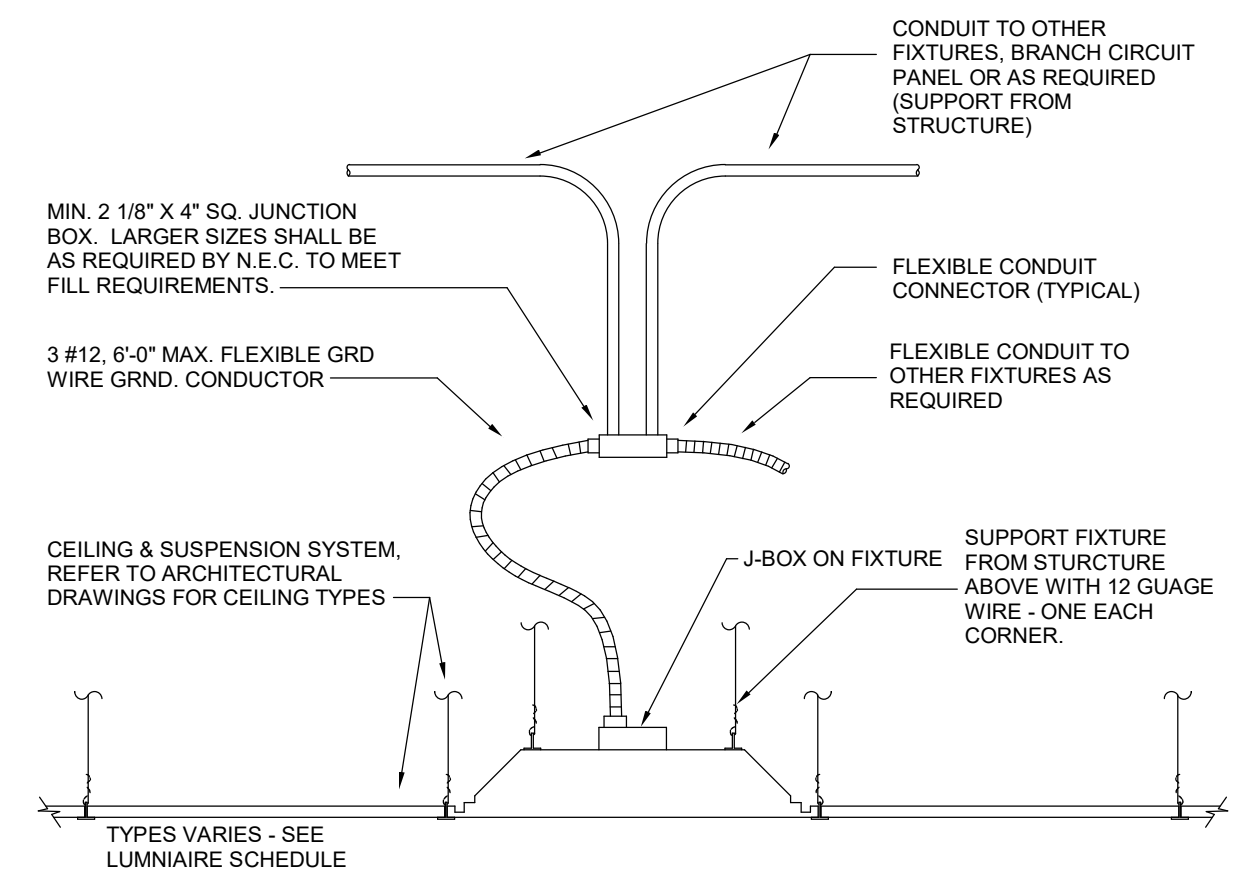 CONDUIT TO OTHER
FIXTURES, BRANCH CIRCUIT
PANEL OR AS REQUIRED
(SUPPORT FROM
STRUCTURE)
MIN. 2 1/8" X 4" SQ. JUNCTION
BOX. LARGER SIZES SHALL BE
AS REQUIRED BY N.E.C. TO MEET
FILL REQUIREMENTS.
FLEXIBLE CONDUIT
CONNECTOR (TYPICAL)
3 #12, 6'-0" MAX. FLEXIBLE GRD
WIRE GRND. CONDUCTOR
FLEXIBLE CONDUIT TO
OTHER FIXTURES AS
REQUIRED
CEILING & SUSPENSION SYSTEM,
REFER TO ARCHITECTURAL
DRAWINGS FOR CEILING TYPES
J-BOX ON FIXTURE
SUPPORT FIXTURE
FROM STURCTURE
ABOVE WITH 12 GUAGE
WIRE - ONE EACH
CORNER.
TYPES VARIES - SEE
LUMNIAIRE SCHEDULE